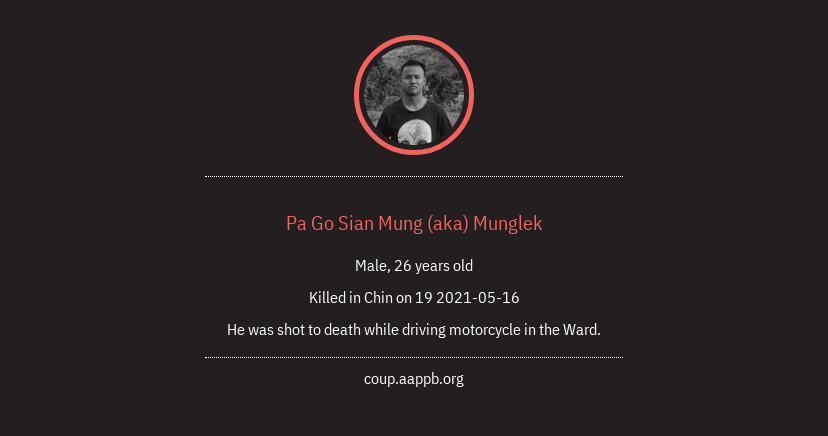 Pa Go Sian Mung (aka) Munglek
Male, 26 years old
Killed in Chin on 19 2021-05-16
He was shot to death while driving motorcycle in the Ward.
coup.aappb.org